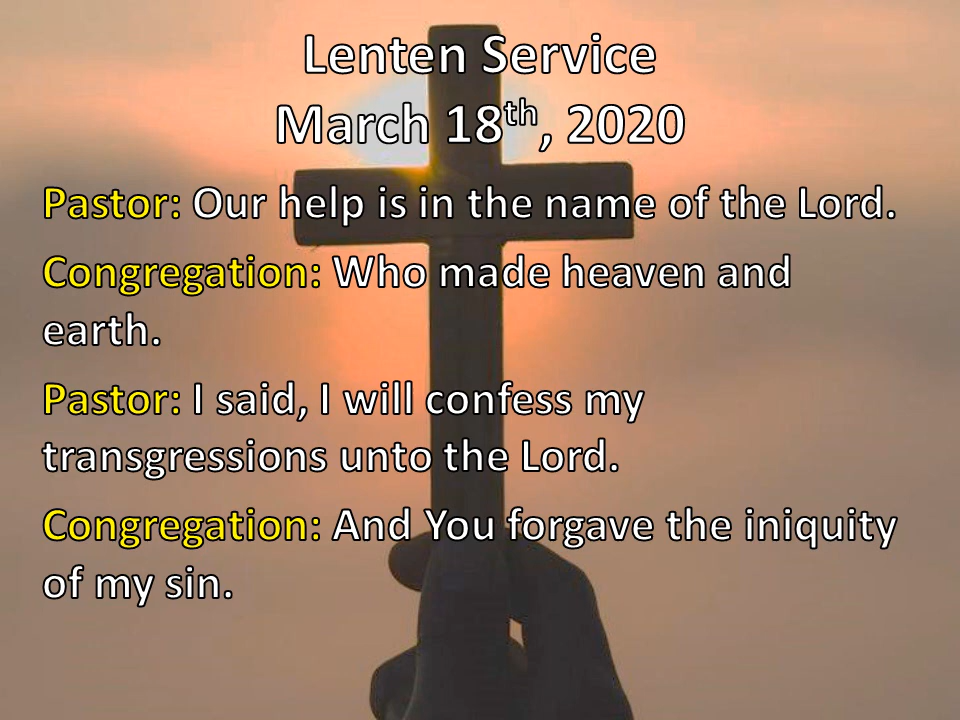 Lenten Service
March 18th, 2020
Pastor: Our help is in the name of the Lord.
Congregation: Who made heaven and
earth.
Pastor: I said, I will confess my
transgressions unto the Lord.
Congregation: And You forgave the iniquity
of my sin.